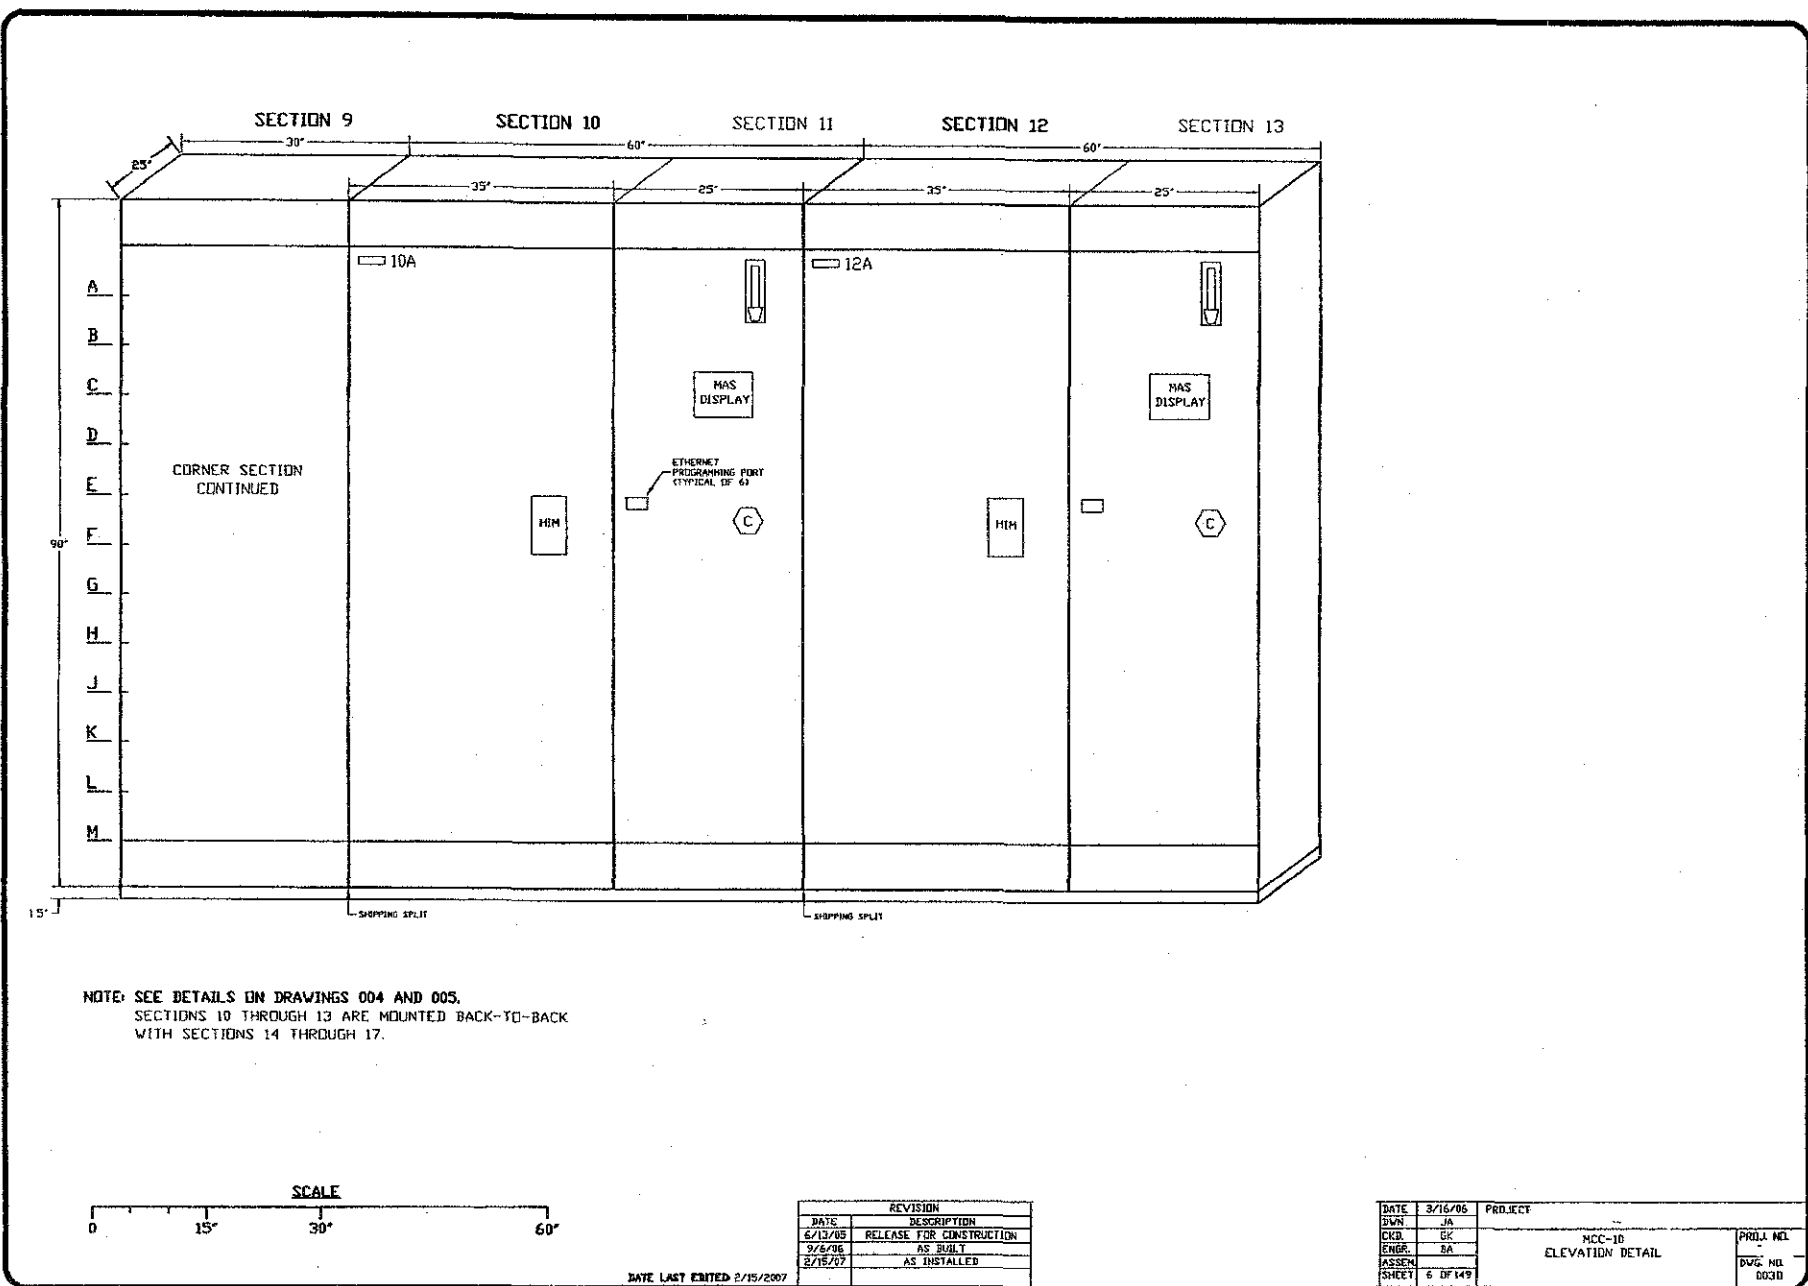 SECTION 9
SECTION 10
SECTION 11
SECTION 12
SECTION 13
30"
60"
60"
25"
35"
25"
35"
25"
10A
12A
A
B
C
D
E
F
G
H
J
K
L
M
90"
CORNER SECTION
CONTINUED
MAS
DISPLAY
MAS
DISPLAY
ETHERNET
PROGRAMMING PORT
(TYPICAL OF 6)
HIM
C
HIM
C
SHIPPING SPLIT
SHIPPING SPLIT
NOTE: SEE DETAILS ON DRAWINGS 004 AND 005.
SECTIONS 10 THROUGH 13 ARE MOUNTED BACK-TO-BACK
WITH SECTIONS 14 THROUGH 17.
SCALE
0 15" 30" 60"
DATE LAST EDITED 2/15/2007
REVISION
DATE DESCRIPTION
6/13/05 RELEASE FOR CONSTRUCTION
9/6/06 AS BUILT
2/15/07 AS INSTALLED
DATE 3/16/06 PROJECT
DWN. JA
CKD. GK
ENGR.
ASSEM
SHEET 6 OF 149
MCC-10
ELEVATION DETAIL
PROJ. NO.
DWG. NO.
003D